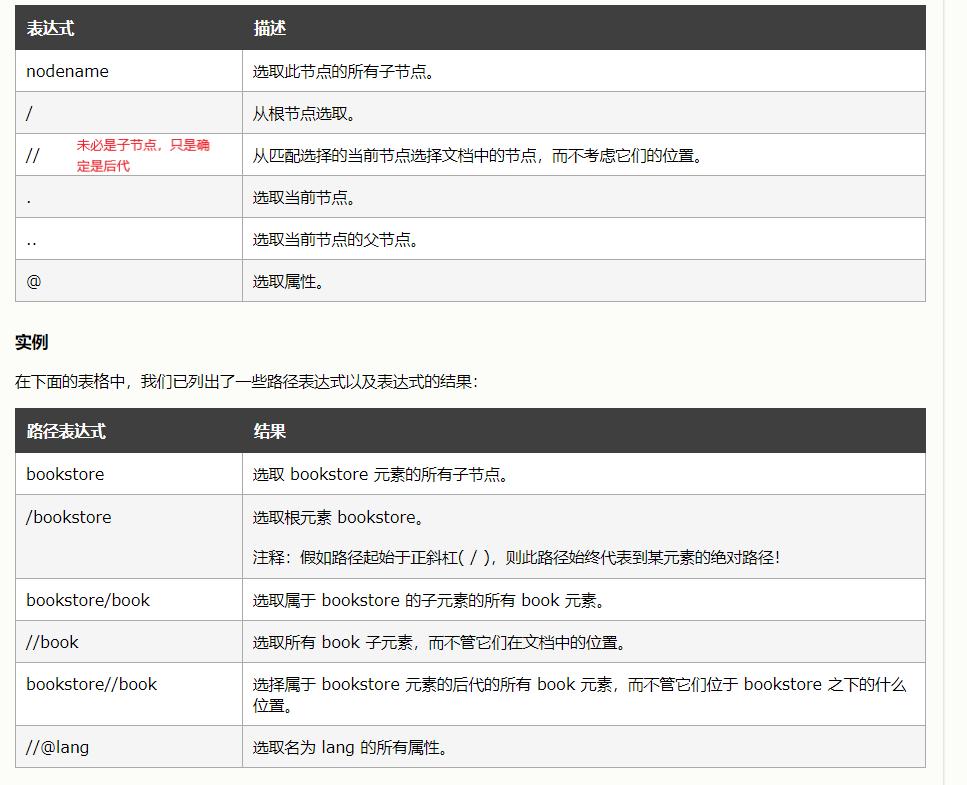 表达式 描述
nodename 选取此节点的所有子节点。
/ 从根节点选取。
// 未必是子节点，只是确
定是后代
从匹配选择的当前节点选择文档中的节点，而不考虑它们的位置。
. 选取当前节点。
.. 选取当前节点的父节点。
@ 选取属性。
实例
在下面的表格中，我们已列出了一些路径表达式以及表达式的结果：
路径表达式 结果
bookstore 选取 bookstore 元素的所有子节点。
/bookstore 选取根元素 bookstore。
注释：假如路径起始于正斜杠( / )，则此路径始终代表到某元素的绝对路径！
bookstore/book 选取属于 bookstore 的子元素的所有 book 元素。
//book 选取所有 book 子元素，而不管它们在文档中的位置。
bookstore//book 选择属于 bookstore 元素的后代的所有 book 元素，而不管它们位于 bookstore 之下的什么
位置。
//@lang 选取名为 lang 的所有属性。